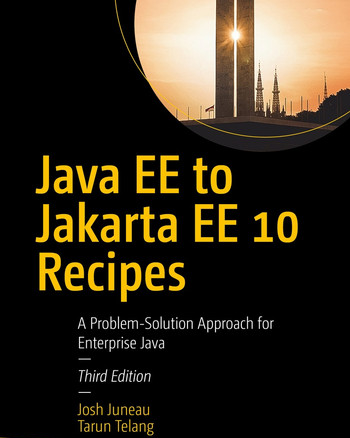 Java EE to
Jakarta EE 10
Recipes
A Problem-Solution Approach for
Enterprise Java
—
Third Edition
—
Josh Juneau
Tarun Telang